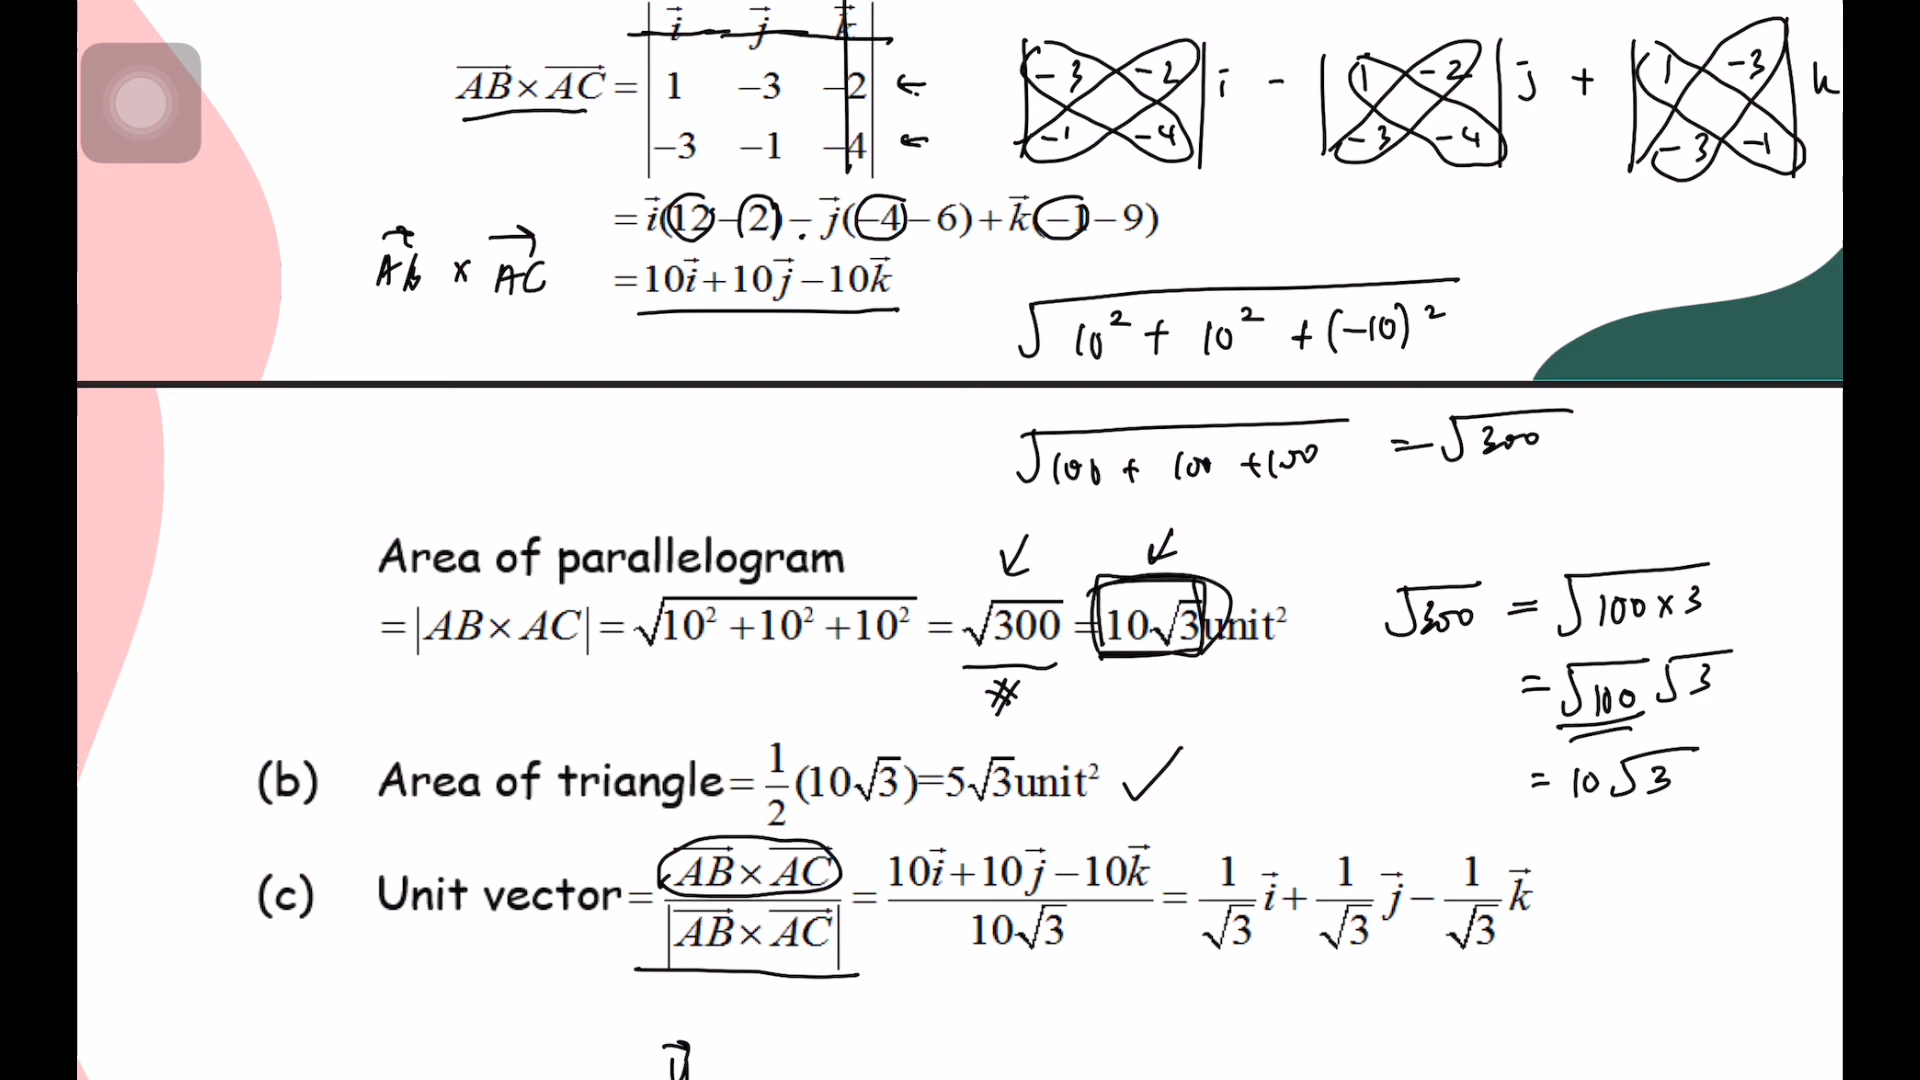 i⃗ j⃗ k⃗
AB × AC = | 1 −3 −2 | ← |−3 −2| i − |1 −2| j + |1 −3| k
|−3 −1 −4 | ← |−1 −4| |−3 −4| |−3 −1|
= i⃗(12−(2) − j⃗(−4−6)+k⃗(−1−9)
AB × AC
=10i⃗+10j⃗−10k⃗
√10² + 10² + (−10)²
√100 + 100 +100 = √300
Area of parallelogram
=|AB×AC|=√10² +10² +10² = √300 = 10√3unit²
#
√300 = √100×3
= √100 √3
= 10√3
(b) Area of triangle= 1/2 (10√3)=5√3unit² ✓
(c) Unit vector= AB×AC / |AB×AC| = 10i⃗+10j⃗−10k⃗ / 10√3 = 1/√3 i⃗+ 1/√3 j⃗− 1/√3 k⃗